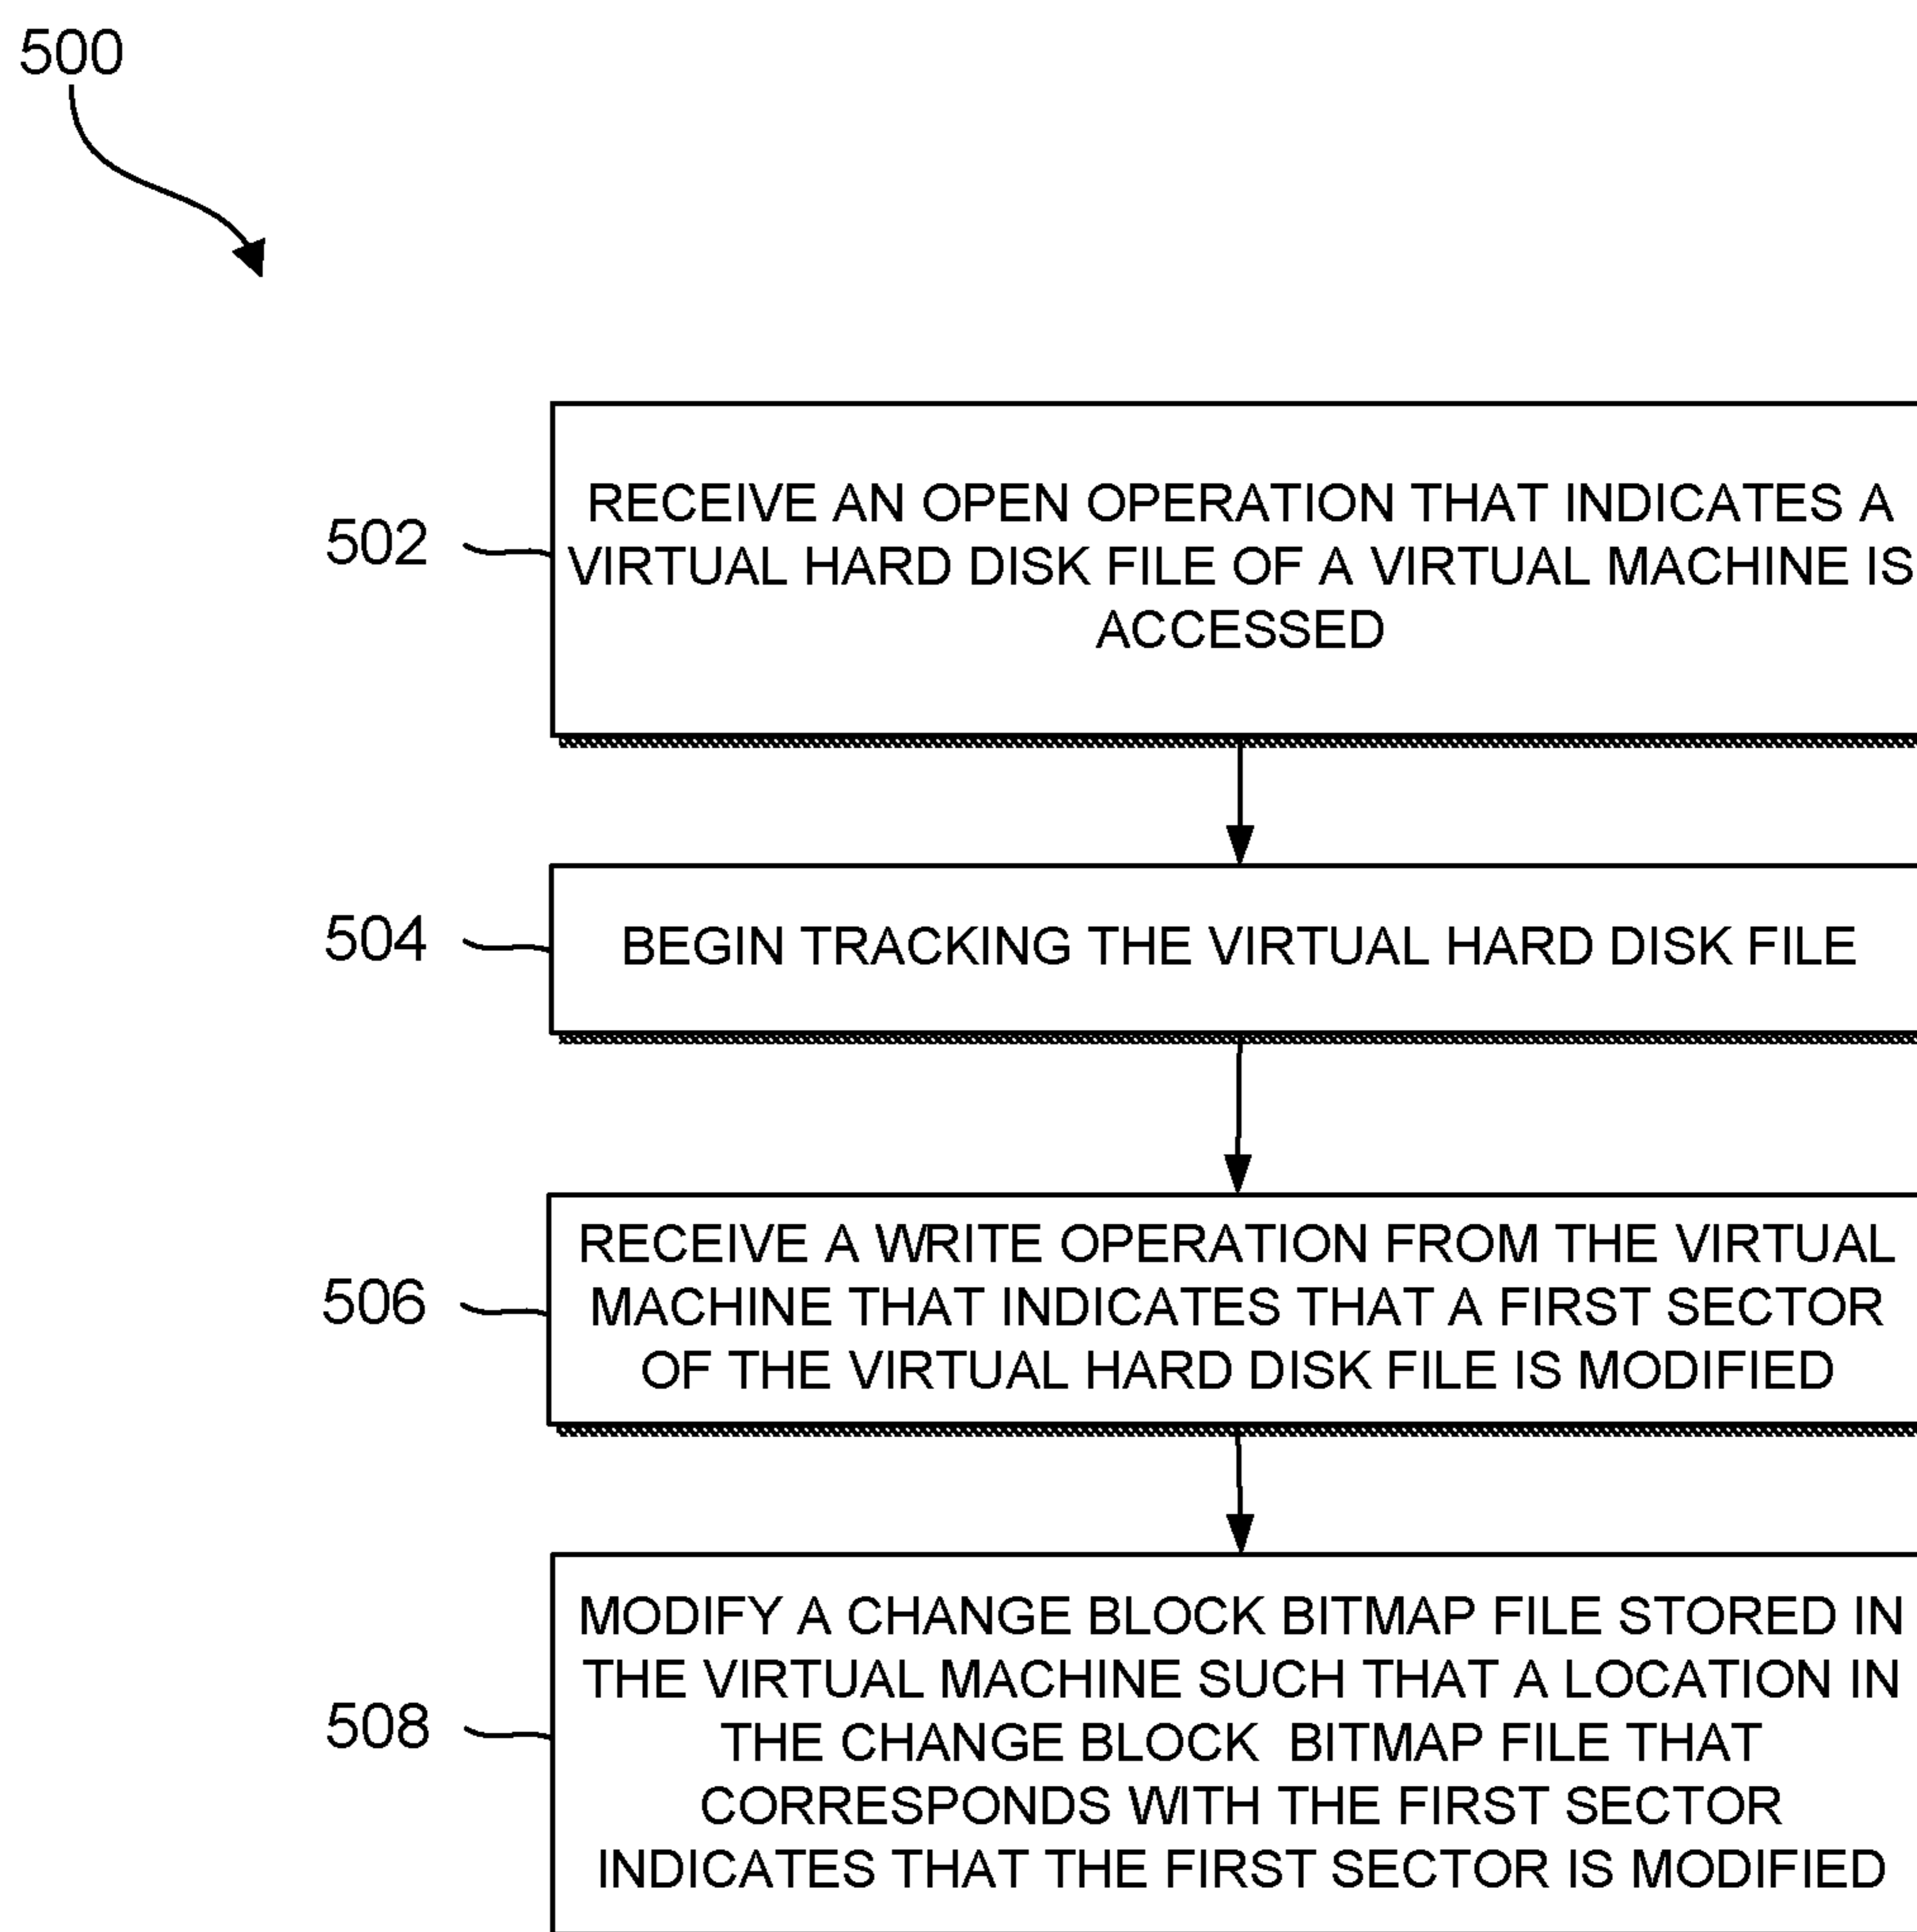 500
502
RECEIVE AN OPEN OPERATION THAT INDICATES A
VIRTUAL HARD DISK FILE OF A VIRTUAL MACHINE IS
ACCESSED
504
BEGIN TRACKING THE VIRTUAL HARD DISK FILE
506
RECEIVE A WRITE OPERATION FROM THE VIRTUAL
MACHINE THAT INDICATES THAT A FIRST SECTOR
OF THE VIRTUAL HARD DISK FILE IS MODIFIED
508
MODIFY A CHANGE BLOCK BITMAP FILE STORED IN
THE VIRTUAL MACHINE SUCH THAT A LOCATION IN
THE CHANGE BLOCK BITMAP FILE THAT
CORRESPONDS WITH THE FIRST SECTOR
INDICATES THAT THE FIRST SECTOR IS MODIFIED